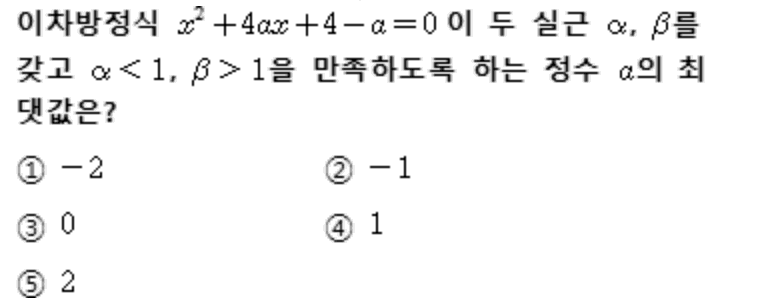 이차방정식 x²+4ax+4-a=0이 두 실근 α, β를
갖고 α<1, β>1을 만족하도록 하는 정수 a의 최
댓값은?
① -2 ② -1
③ 0 ④ 1
⑤ 2